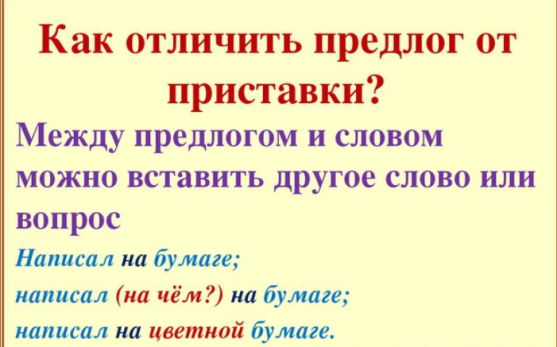 Как отличить предлог от
приставки?
Между предлогом и словом
можно вставить другое слово или
вопрос
Написал на бумаге;
написал (на чём?) на бумаге;
написал на цветной бумаге.